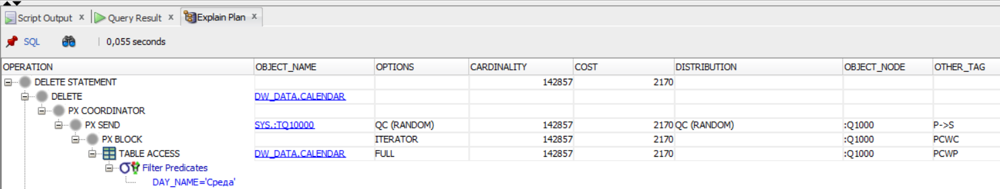 Script Output x Query Result x Explain Plan x
SQL 0,055 seconds
OPERATION OBJECT_NAME OPTIONS CARDINALITY COST DISTRIBUTION OBJECT_NODE OTHER_TAG
DELETE STATEMENT 142857 2170
DELETE DW_DATA.CALENDAR
PX COORDINATOR
PX SEND SYS.:TQ10000 QC (RANDOM) 142857 2170 QC (RANDOM) :Q1000 P->S
PX BLOCK ITERATOR 142857 2170 :Q1000 PCWC
TABLE ACCESS DW_DATA.CALENDAR FULL 142857 2170 :Q1000 PCWP
Filter Predicates
DAY_NAME='Среда'